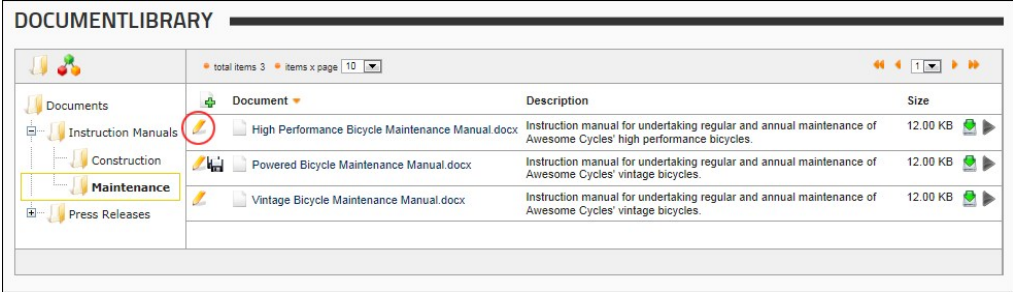 DOCUMENTLIBRARY
total items 3 items x page 10 1
Documents
Instruction Manuals
Construction
Maintenance
Press Releases
Document Description Size
High Performance Bicycle Maintenance Manual.docx Instruction manual for undertaking regular and annual maintenance of 12.00 KB
Awesome Cycles' high performance bicycles.
Powered Bicycle Maintenance Manual.docx Instruction manual for undertaking regular and annual maintenance of 12.00 KB
Awesome Cycles' vintage bicycles.
Vintage Bicycle Maintenance Manual.docx Instruction manual for undertaking regular and annual maintenance of 12.00 KB
Awesome Cycles' vintage bicycles.